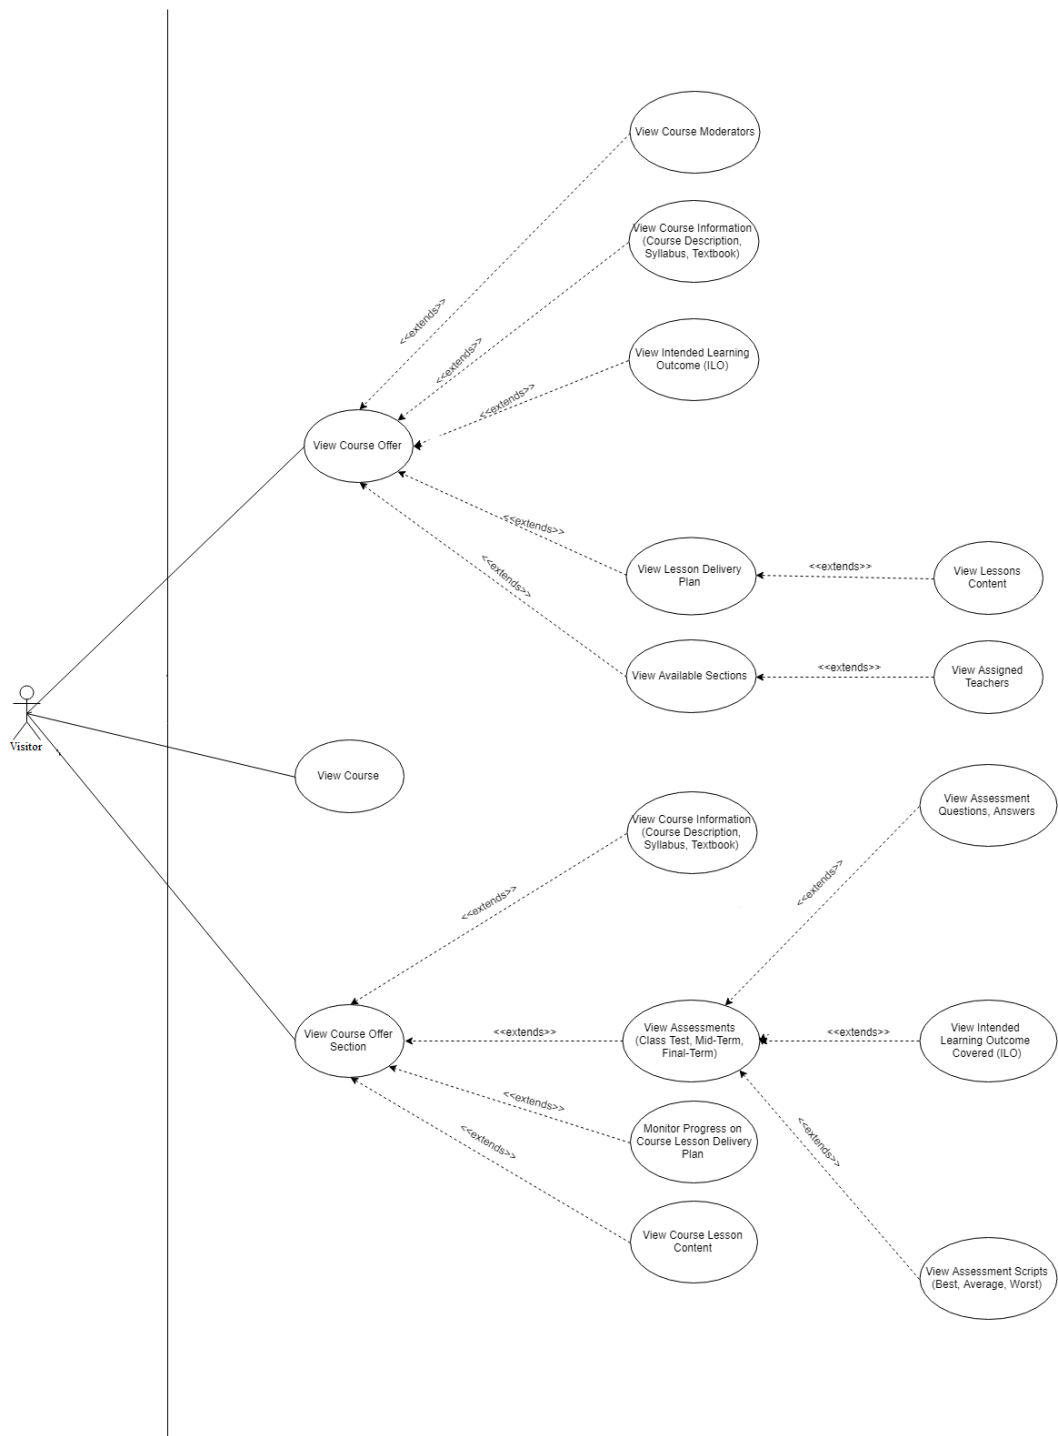 View Course Moderators
View Course Information
(Course Description,
Syllabus, Textbook)
<<extends>>
<<extends>>
View Intended Learning
Outcome (ILO)
<<extends>>
View Course Offer
<<extends>>
View Lesson Delivery
Plan
<<extends>>
View Lessons
Content
<<extends>>
View Available Sections
<<extends>>
View Assigned
Teachers
Visitor
View Course
View Course Information
(Course Description,
Syllabus, Textbook)
View Assessment
Questions, Answers
<<extends>>
<<extends>>
View Course Offer
Section
<<extends>>
View Assessments
(Class Test, Mid-Term,
Final-Term)
<<extends>>
View Intended
Learning Outcome
Covered (ILO)
<<extends>>
Monitor Progress on
Course Lesson Delivery
Plan
<<extends>>
<<extends>>
View Course Lesson
Content
View Assessment Scripts
(Best, Average, Worst)